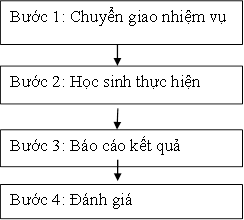 Bước 1: Chuyển giao nhiệm vụ
Bước 2: Học sinh thực hiện
Bước 3: Báo cáo kết quả
Bước 4: Đánh giá